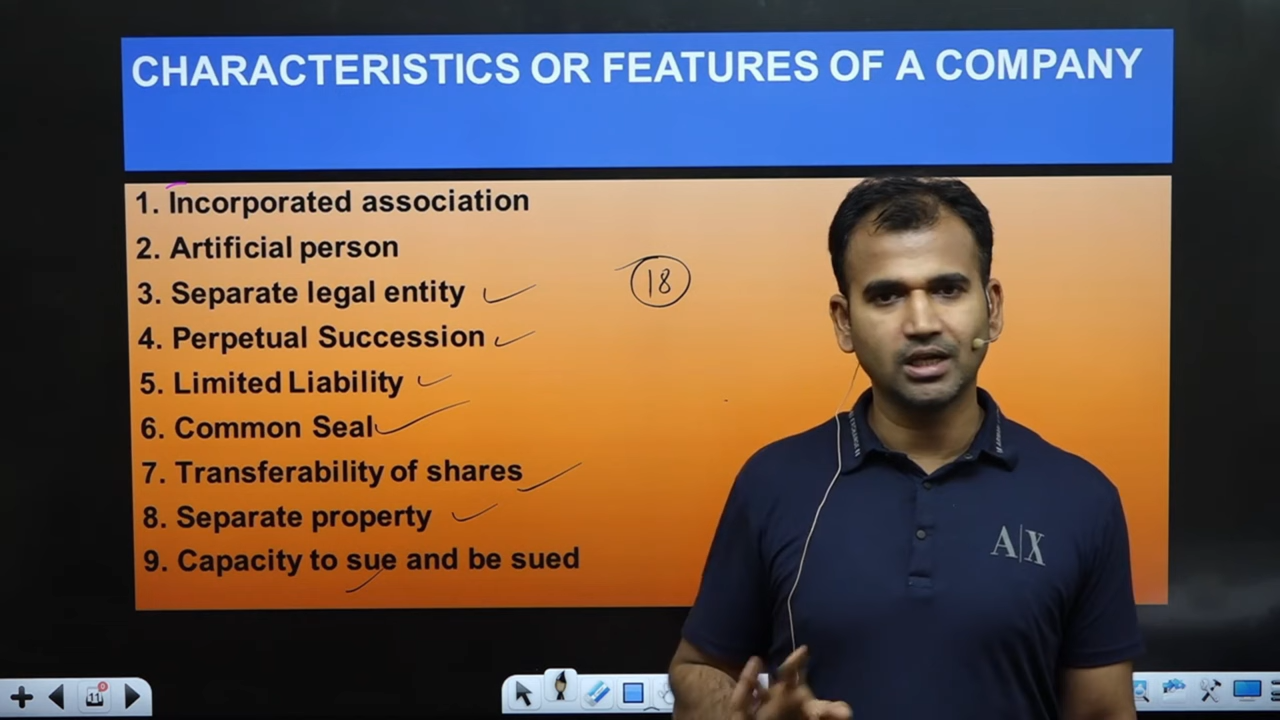 CHARACTERISTICS OR FEATURES OF A COMPANY
1. Incorporated association
2. Artificial person
3. Separate legal entity
4. Perpetual Succession
5. Limited Liability
6. Common Seal
7. Transferability of shares
8. Separate property
9. Capacity to sue and be sued
18
A|X
11